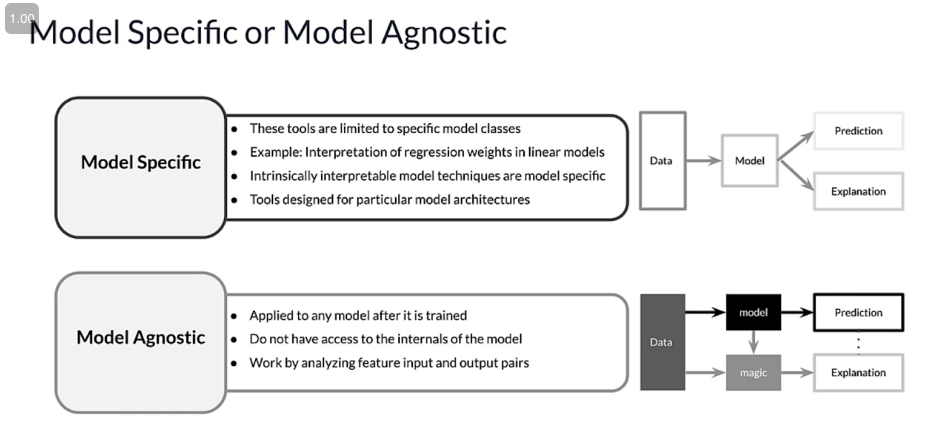 1.00
Model Specific or Model Agnostic
Model Specific
• These tools are limited to specific model classes
• Example: Interpretation of regression weights in linear models
• Intrinsically interpretable model techniques are model specific
• Tools designed for particular model architectures
Data
Model
Prediction
Explanation
Model Agnostic
• Applied to any model after it is trained
• Do not have access to the internals of the model
• Work by analyzing feature input and output pairs
Data
model
Prediction
magic
Explanation